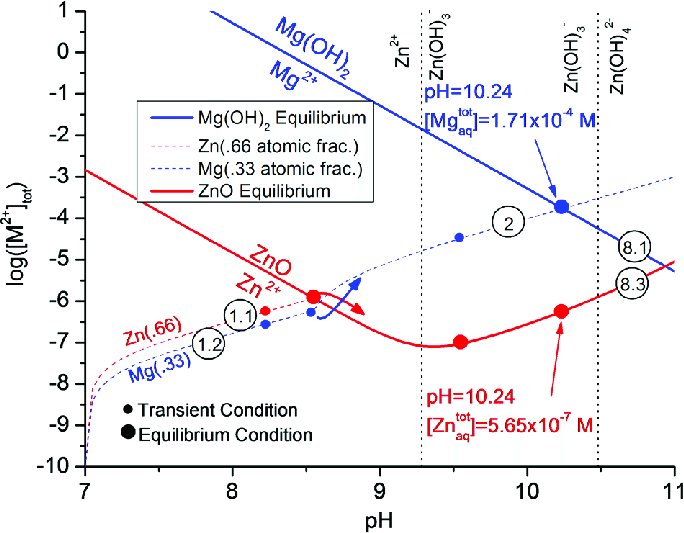 Mg(OH)₂
Mg²⁺
Zn²⁺
Zn(OH)₃⁻
Zn(OH)₃⁻
Zn(OH)₄²⁻
pH=10.24
[Mgₐqᵗᵒᵗ]=1.71x10⁻⁴ M
Mg(OH)₂ Equilibrium
Zn(.66 atomic frac.)
Mg(.33 atomic frac.)
ZnO Equilibrium
ZnO
Zn²⁺
2
8.1
8.3
1.1
1.2
Zn(.66)
Mg(.33)
Transient Condition
Equilibrium Condition
pH=10.24
[Znₐqᵗᵒᵗ]=5.65x10⁻⁷ M
log([M²⁺]ₜₒₜ)
1
0
-1
-2
-3
-4
-5
-6
-7
-8
-9
-10
7 8 9 10 11
pH